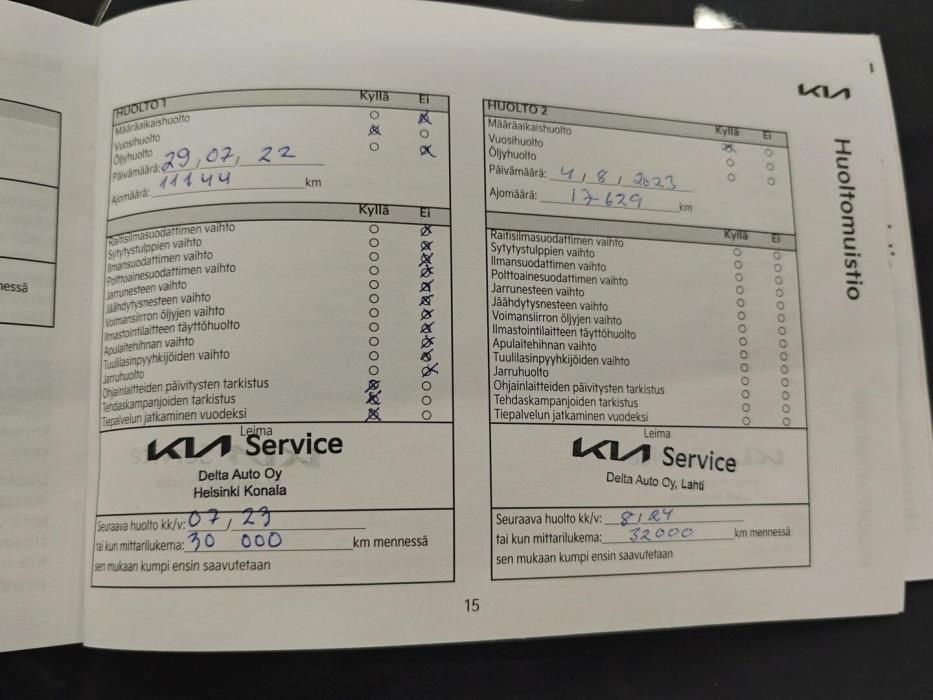 nessä
KIA
Huoltomuistio
HUOLTO 1 Kyllä Ei
Määräaikaishuolto
Vuosihuolto
Öljyhuolto
Päivämäärä: 29,07, 22
Ajomäärä: 11144 km
Kyllä Ei
Raitisilmasuodattimen vaihto
Sytytystulppien vaihto
Ilmansuodattimen vaihto
Polttoainesuodattimen vaihto
Jarrunesteen vaihto
Jäähdytysnesteen vaihto
Voimansiirron öljyjen vaihto
Ilmastointilaitteen täyttöhuolto
Apulaitehihnan vaihto
Tuulilasinpyyhkijöiden vaihto
Jarruhuolto
Ohjainlaitteiden päivitysten tarkistus
Tehdaskampanjoiden tarkistus
Tiepalvelun jatkaminen vuodeksi
Leima
KIA Service
Delta Auto Oy
Helsinki Konala
Seuraava huolto kk/v: 07, 23
tai kun mittarilukema: 30 000 km mennessä
sen mukaan kumpi ensin saavutetaan
HUOLTO 2
Kyllä Ei
Määräaikaishuolto
Vuosihuolto
Öljyhuolto
Päivämäärä: 4,8,2023
Ajomäärä: 17629 km
Kyllä Ei
Raitisilmasuodattimen vaihto
Sytytystulppien vaihto
Ilmansuodattimen vaihto
Polttoainesuodattimen vaihto
Jarrunesteen vaihto
Jäähdytysnesteen vaihto
Voimansiirron öljyjen vaihto
Ilmastointilaitteen täyttöhuolto
Apulaitehihnan vaihto
Tuulilasinpyyhkijöiden vaihto
Jarruhuolto
Ohjainlaitteiden päivitysten tarkistus
Tehdaskampanjoiden tarkistus
Tiepalvelun jatkaminen vuodeksi
Leima
KIA Service
Delta Auto Oy, Lahti
Seuraava huolto kk/v: 8/24
tai kun mittarilukema: 32000 km mennessä
sen mukaan kumpi ensin saavutetaan
15